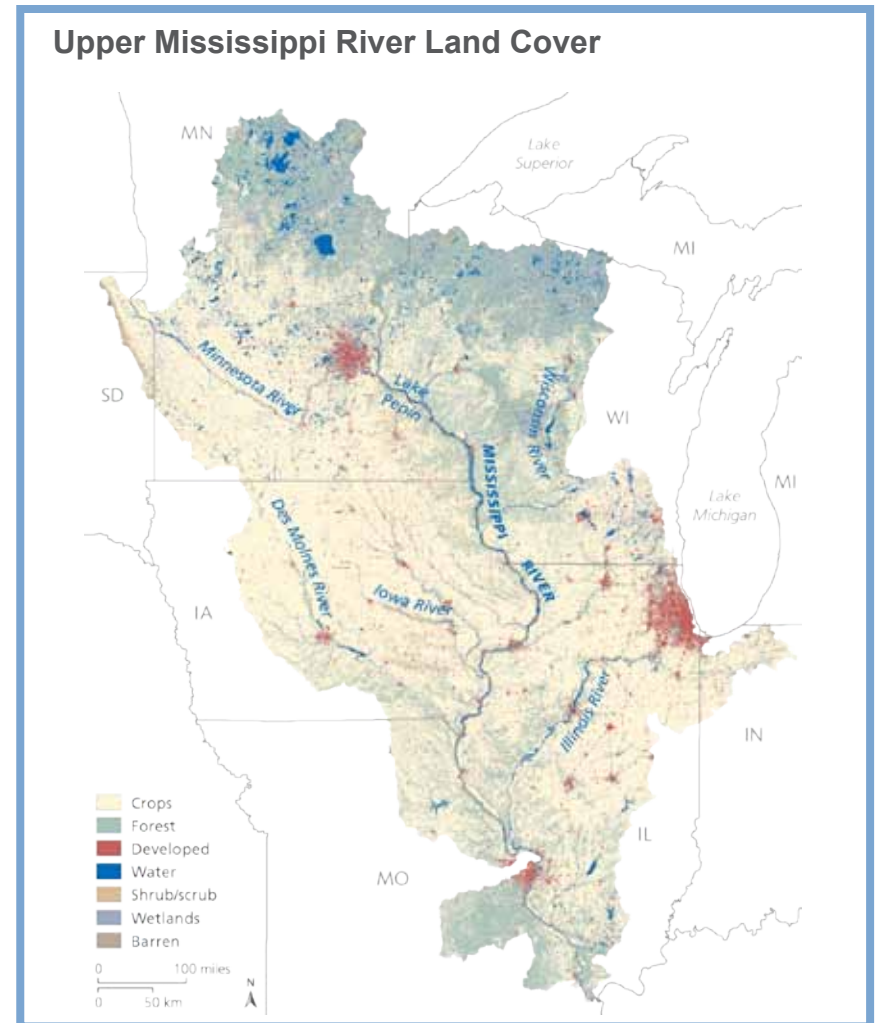 Upper Mississippi River Land Cover
MN
Lake
Superior
MI
Minnesota River
Lake
Pepin
Wisconsin River
SD
WI
MISSISSIPPI
RIVER
Lake
Michigan
MI
Des Moines River
Iowa River
IA
Illinois River
IN
IL
MO
Crops
Forest
Developed
Water
Shrub/scrub
Wetlands
Barren
0 100 miles
0 50 km
N